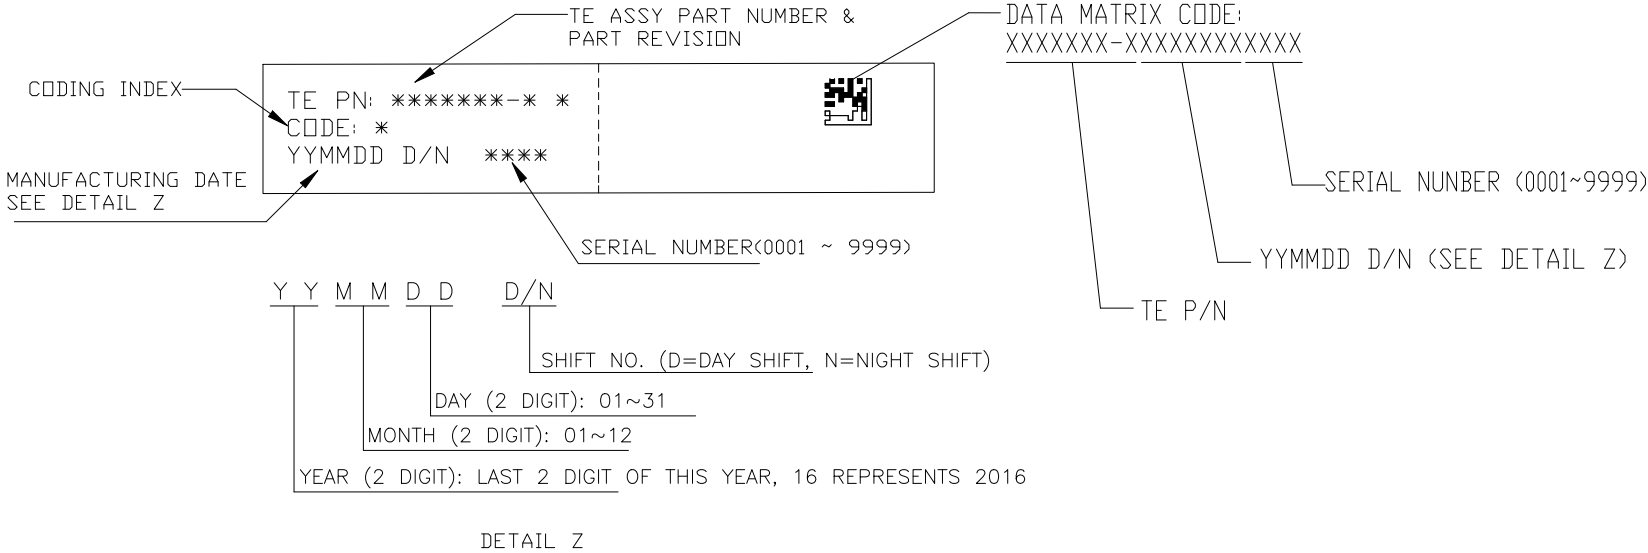 TE ASSY PART NUMBER &
PART REVISION
DATA MATRIX CODE:
XXXXXXX-XXXXXXXXXXXX
CODING INDEX
TE PN: *******-* *
CODE: *
YYMMDD D/N ****
MANUFACTURING DATE
SEE DETAIL Z
SERIAL NUNBER (0001~9999)
SERIAL NUMBER(0001 ~ 9999)
YYMMDD D/N (SEE DETAIL Z)
TE P/N
Y Y M M D D D/N
SHIFT NO. (D=DAY SHIFT, N=NIGHT SHIFT)
DAY (2 DIGIT): 01~31
MONTH (2 DIGIT): 01~12
YEAR (2 DIGIT): LAST 2 DIGIT OF THIS YEAR, 16 REPRESENTS 2016
DETAIL Z